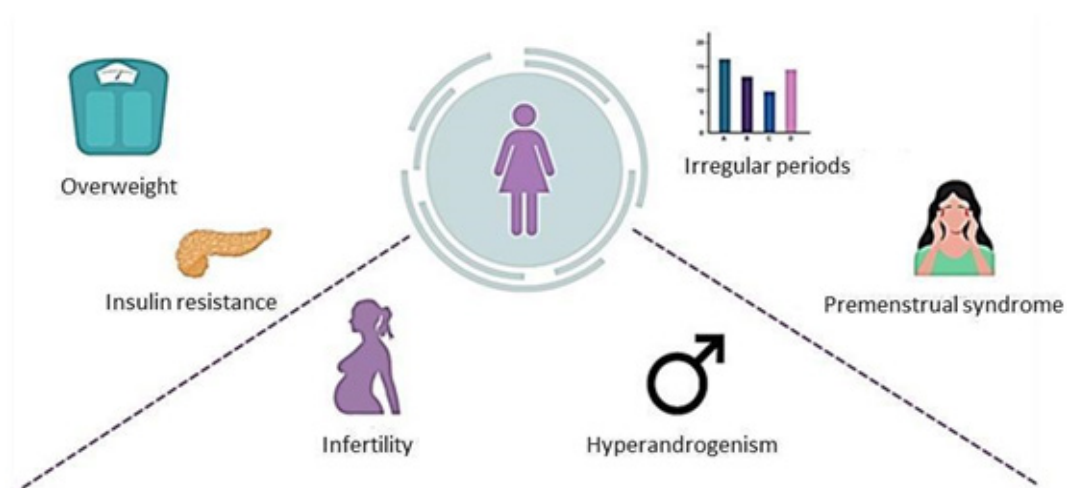 Overweight
Irregular periods
Insulin resistance
Premenstrual syndrome
Infertility
Hyperandrogenism